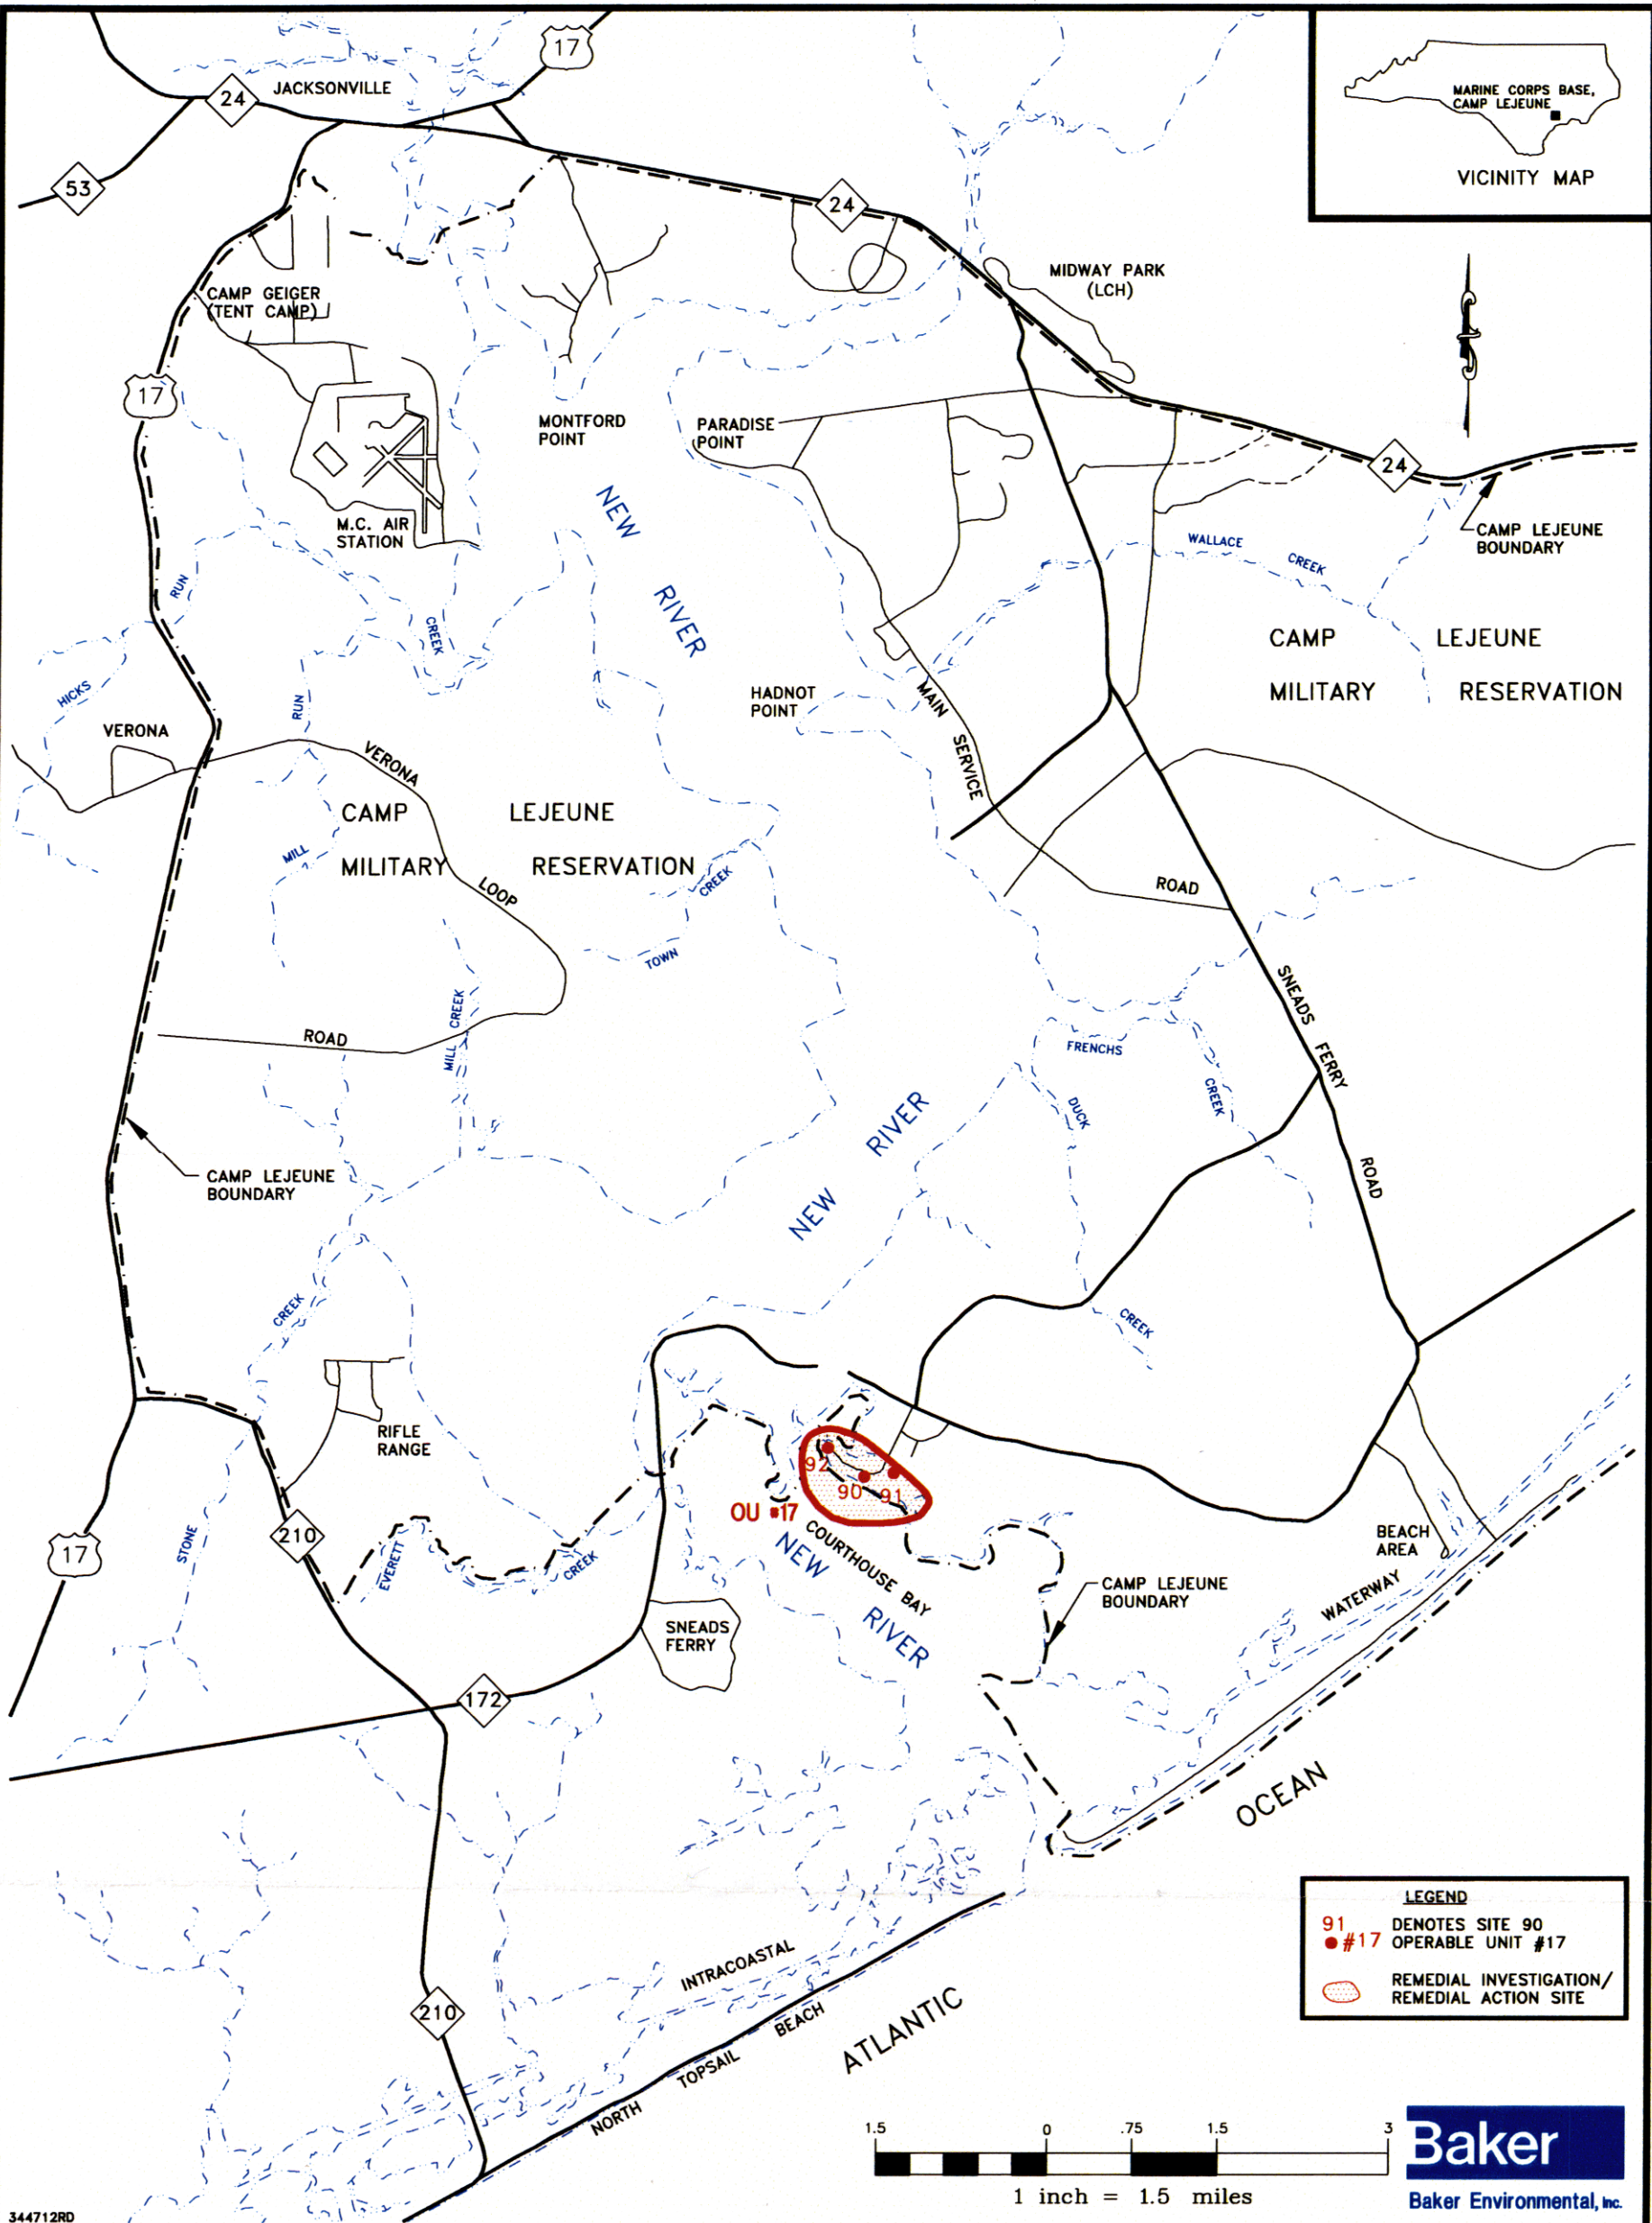 17
24
JACKSONVILLE
53
24
MARINE CORPS BASE,
CAMP LEJEUNE
VICINITY MAP
MIDWAY PARK
(LCH)
CAMP GEIGER
(TENT CAMP)
17
MONTFORD
POINT
PARADISE
POINT
24
M.C. AIR
STATION
NEW
RIVER
CAMP LEJEUNE
BOUNDARY
WALLACE
CREEK
RUN
CREEK
CAMP LEJEUNE
MILITARY RESERVATION
HICKS
RUN
HADNOT
POINT
MAIN
SERVICE
ROAD
VERONA
VERONA
LOOP
ROAD
CAMP LEJEUNE
MILITARY RESERVATION
MILL
CREEK
TOWN
MILL CREEK
SNEADS
FERRY
ROAD
FRENCHS
CREEK
DUCK
CREEK
NEW
RIVER
CAMP LEJEUNE
BOUNDARY
CREEK
STONE
RIFLE
RANGE
92
90
91
OU #17
COURTHOUSE BAY
NEW
RIVER
210
17
EVERETT
CREEK
BEACH
AREA
CAMP LEJEUNE
BOUNDARY
WATERWAY
SNEADS
FERRY
172
OCEAN
INTRACOASTAL
210
ATLANTIC
NORTH
TOPSAIL
BEACH
LEGEND
91 DENOTES SITE 90
#17 OPERABLE UNIT #17
REMEDIAL INVESTIGATION/
REMEDIAL ACTION SITE
1.5 0 .75 1.5 3
1 inch = 1.5 miles
Baker
Baker Environmental, Inc.
344712RD